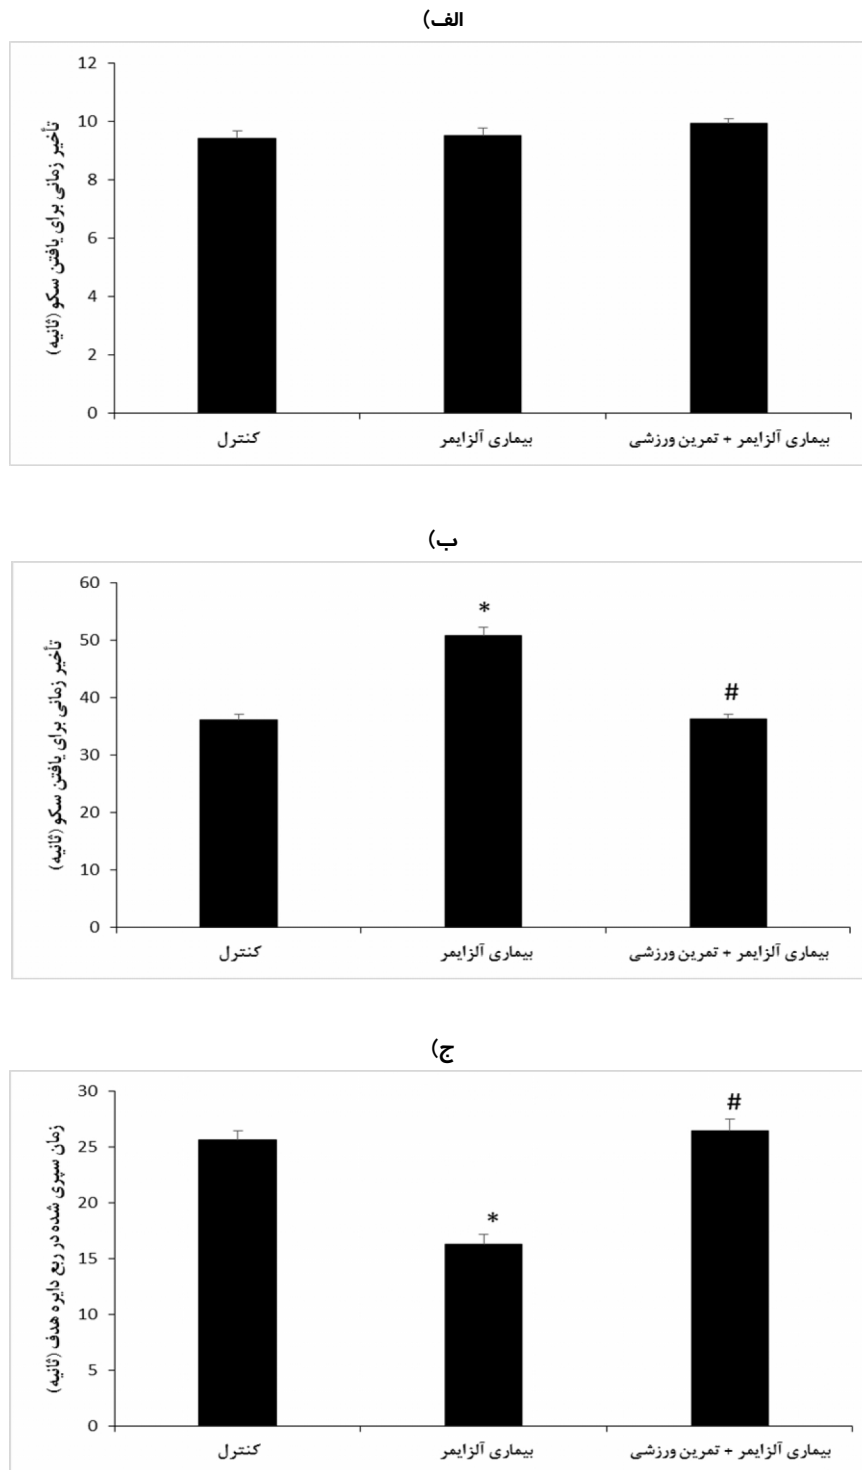 الف)
تأخیر زمانی برای یافتن سکو (ثانیه)
12
10
8
6
4
2
0
کنترل
بیماری آلزایمر
بیماری آلزایمر + تمرین ورزشی
ب)
تأخیر زمانی برای یافتن سکو (ثانیه)
60
50
40
30
20
10
0
*
#
کنترل
بیماری آلزایمر
بیماری آلزایمر + تمرین ورزشی
ج)
زمان سپری شده در ربع دایره هدف (ثانیه)
30
25
20
15
10
5
0
*
#
کنترل
بیماری آلزایمر
بیماری آلزایمر + تمرین ورزشی